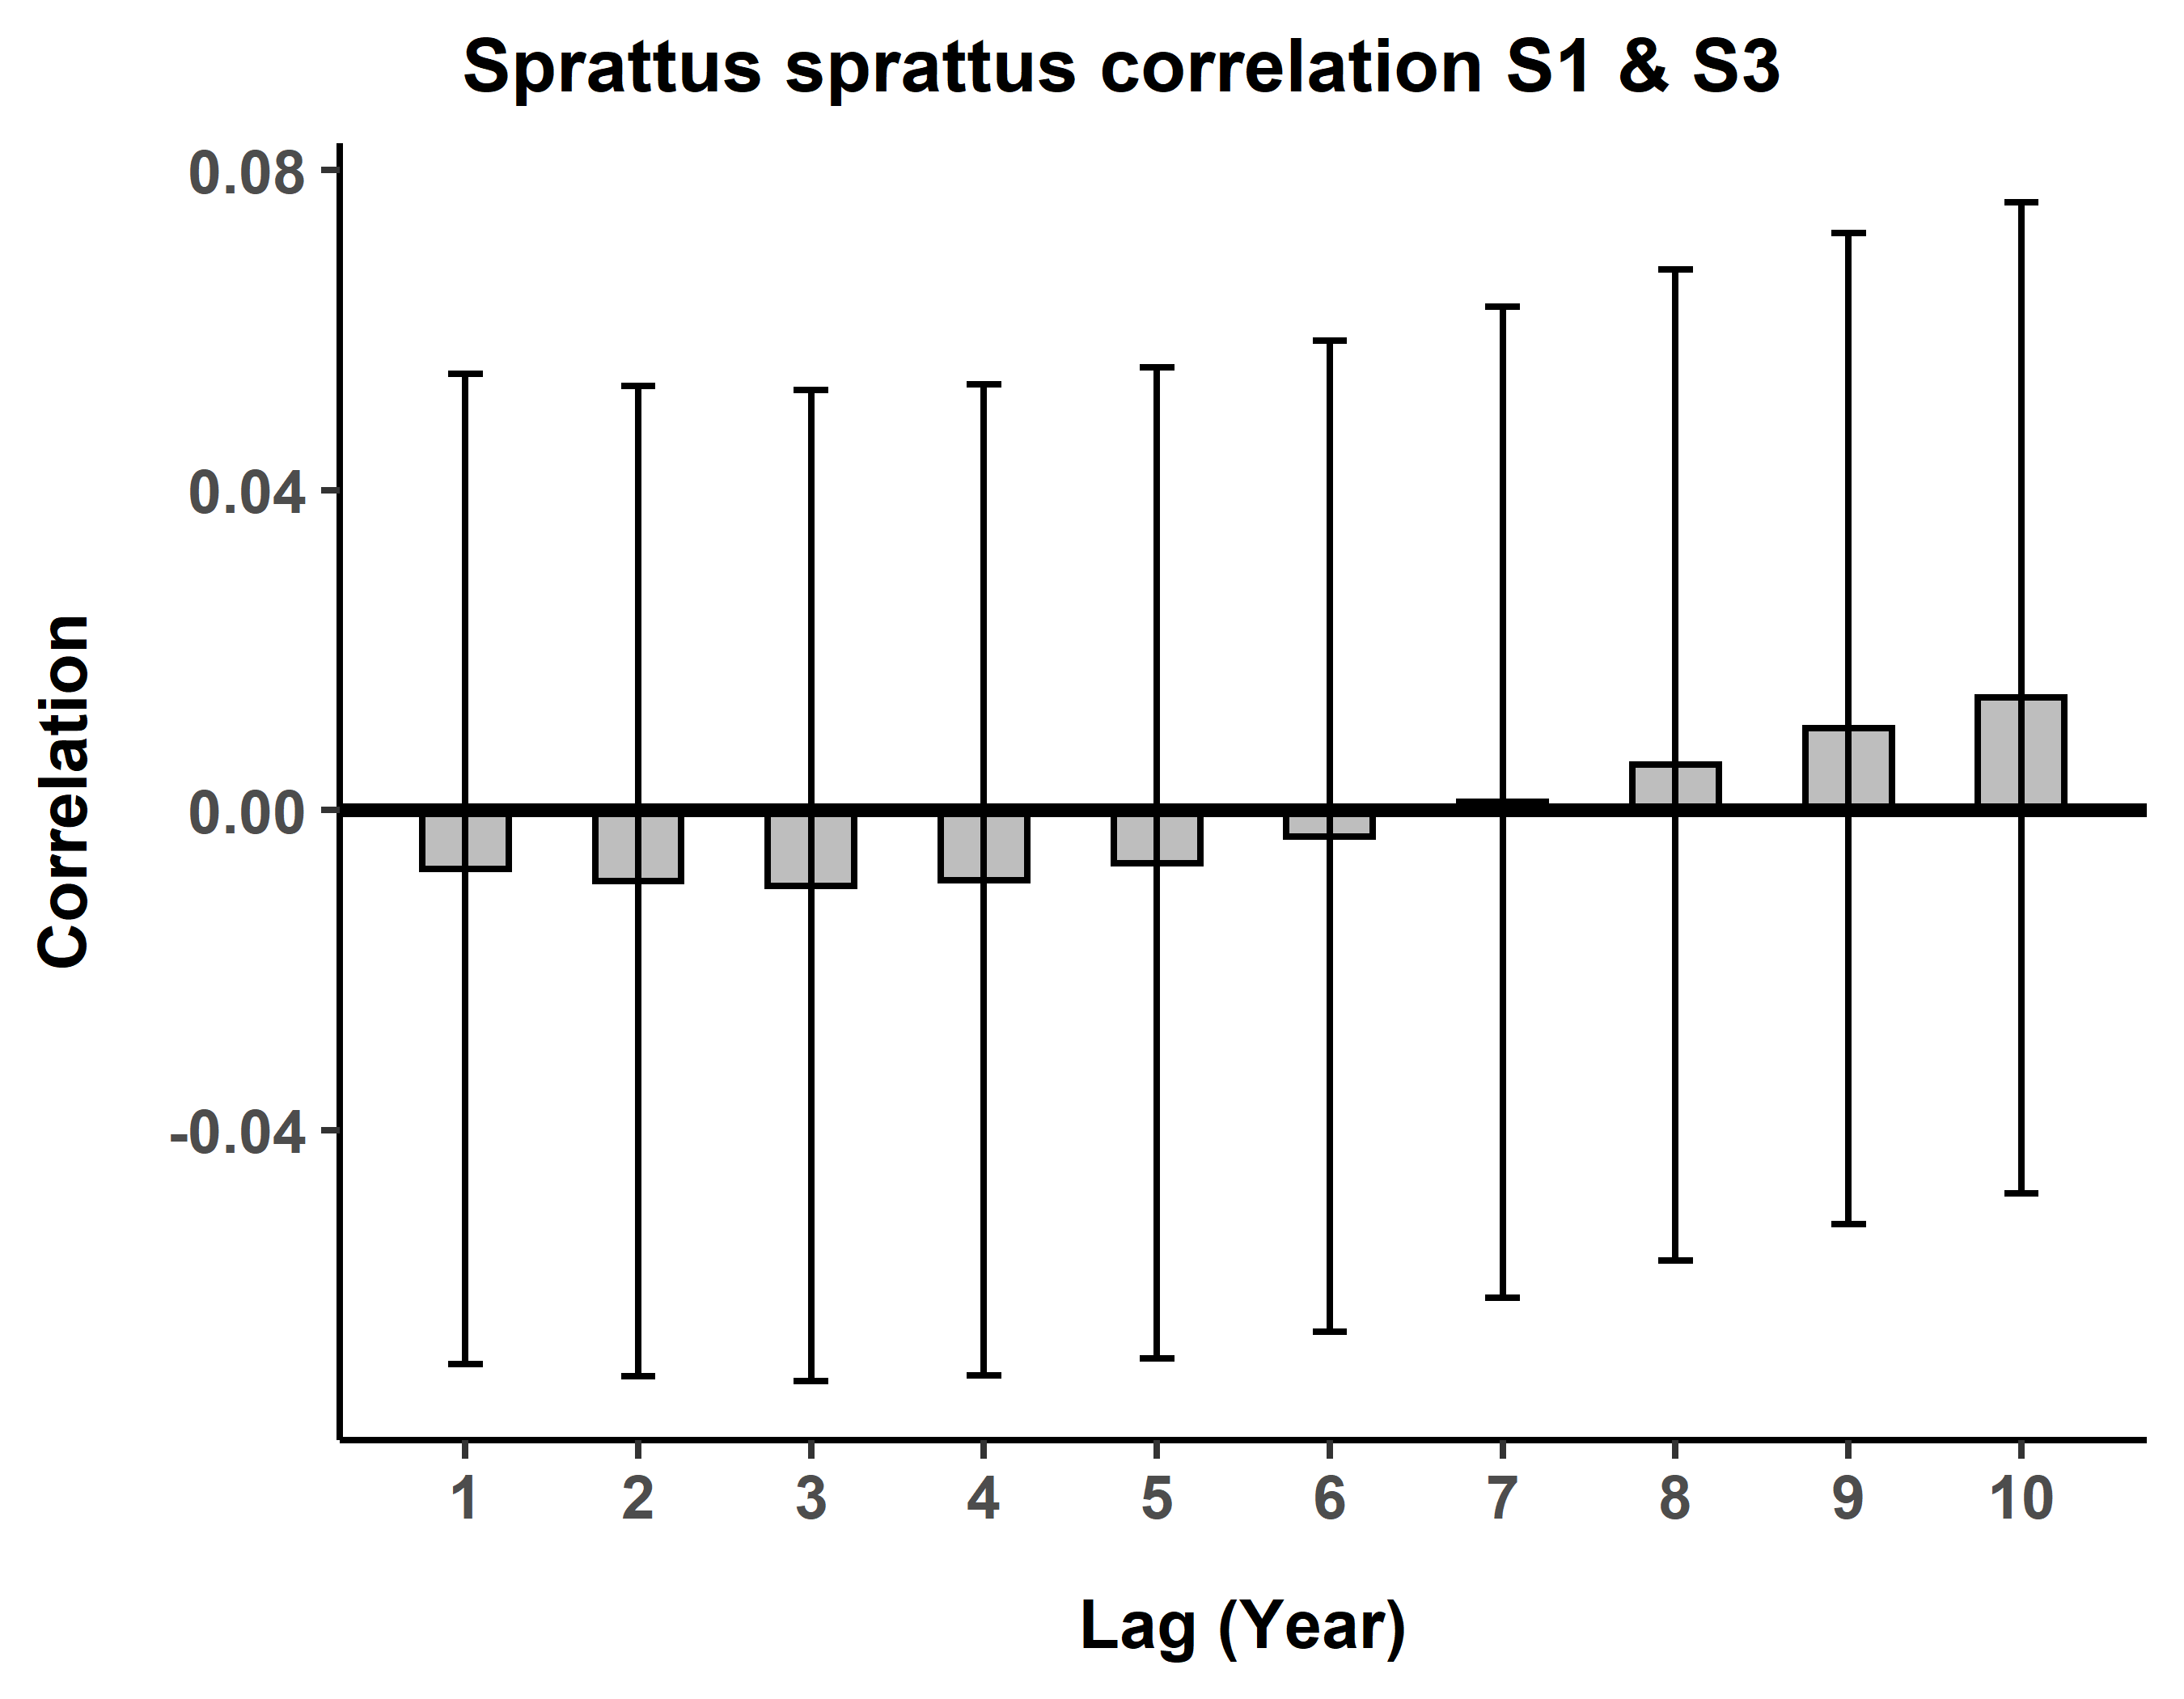 Sprattus sprattus correlation S1 & S3
0.08
0.04
0.00
-0.04
Correlation
1 2 3 4 5 6 7 8 9 10
Lag (Year)